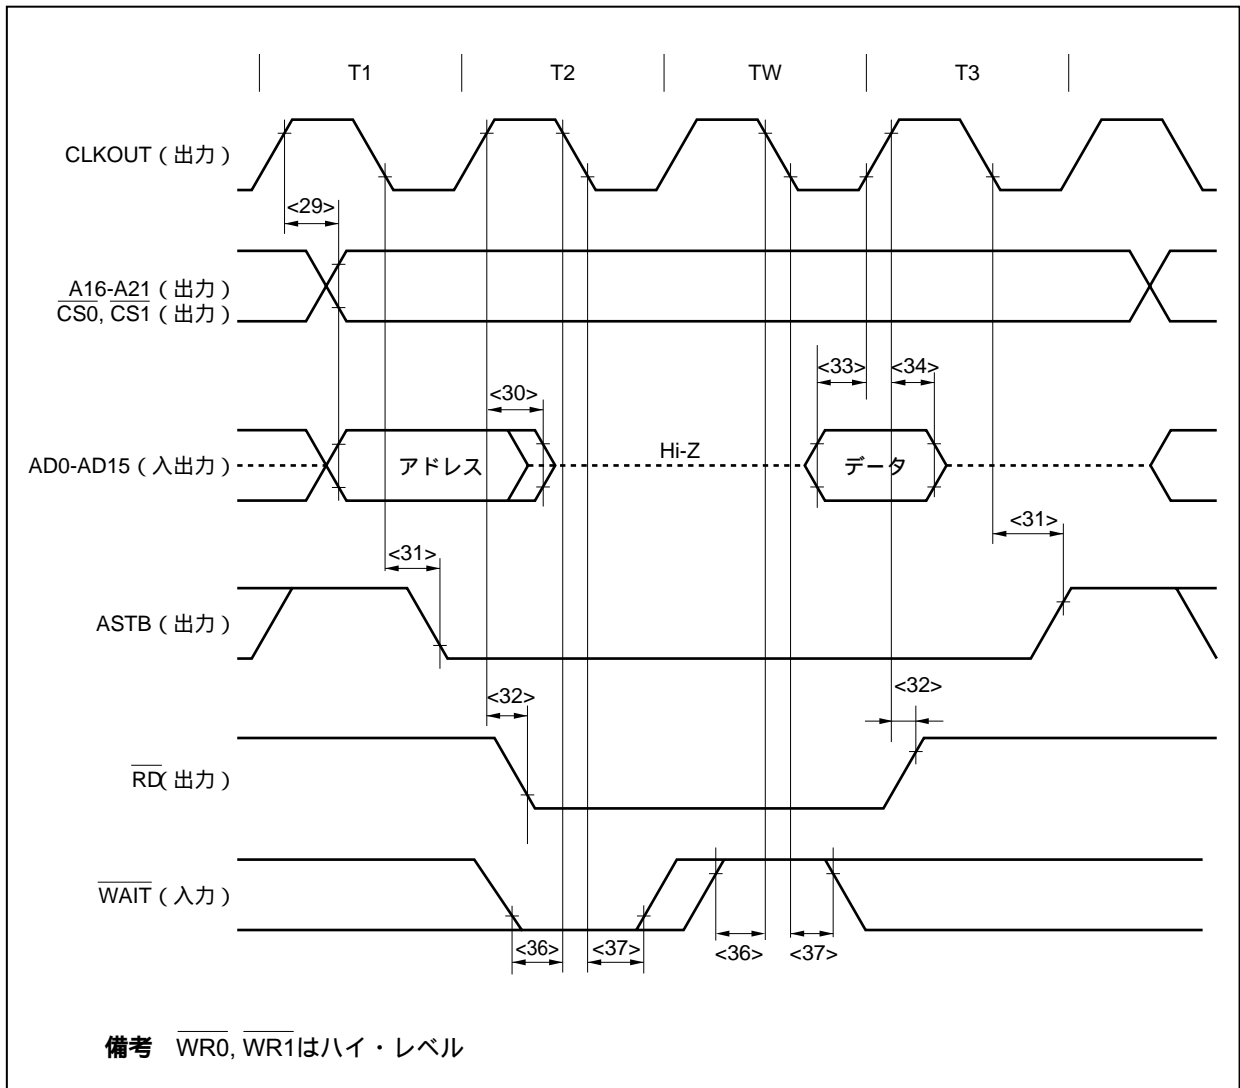 T1 T2 TW T3
CLKOUT（出力）
<29>
A16-A21（出力）
CS0, CS1（出力）
<33> <34>
<30>
AD0-AD15（入出力） アドレス Hi-Z データ
<31> <31>
ASTB（出力）
<32> <32>
RD（出力）
WAIT（入力）
<36> <37> <36> <37>
備考 WR0, WR1はハイ・レベル